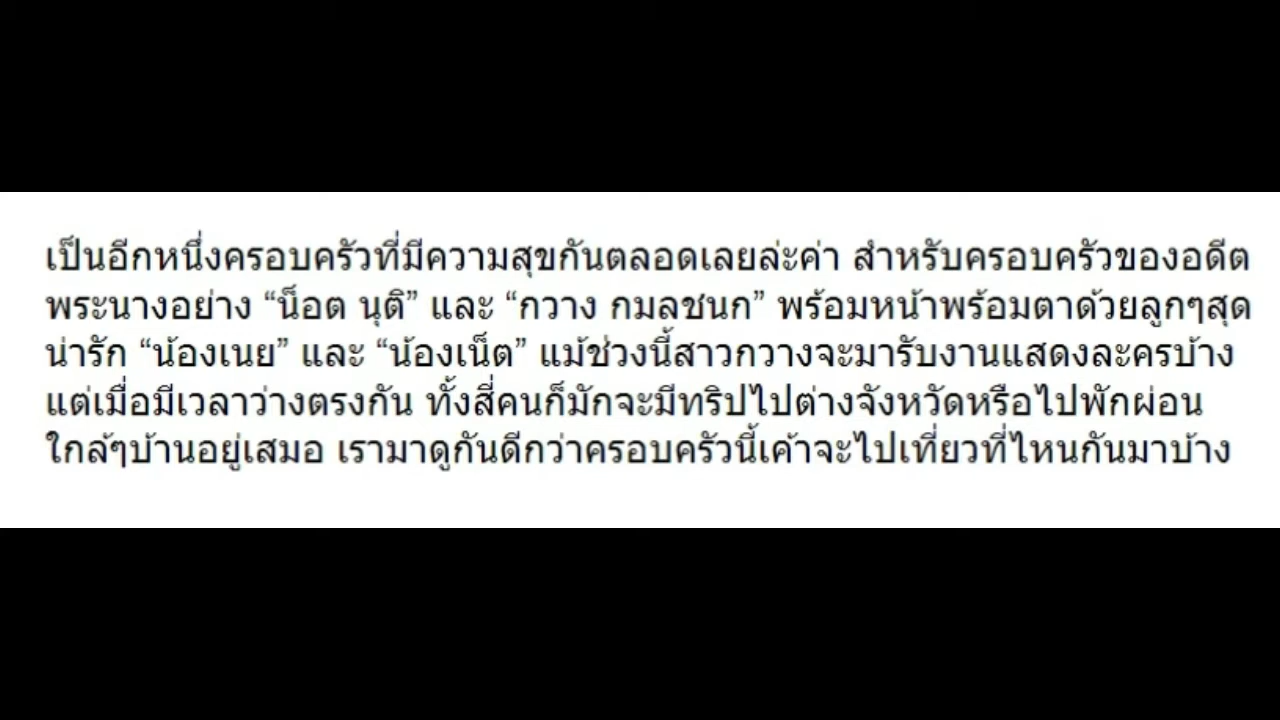 เป็นอีกหนึ่งครอบครัวที่มีความสุขกันตลอดเลยล่ะค่า สำหรับครอบครัวของอดีต
พระนางอย่าง “น็อต นุติ” และ “กวาง กมลชนก” พร้อมหน้าพร้อมตาด้วยลูกๆสุด
น่ารัก “น้องเนย” และ “น้องเน็ต” แม้ช่วงนี้สาวกวางจะมารับงานแสดงละครบ้าง
แต่เมื่อมีเวลาว่างตรงกัน ทั้งสี่คนก็มักจะมีทริปไปต่างจังหวัดหรือไปพักผ่อน
ใกล้ๆบ้านอยู่เสมอ เรามาดูกันดีกว่าครอบครัวนี้เค้าจะไปเที่ยวที่ไหนกันมาบ้าง